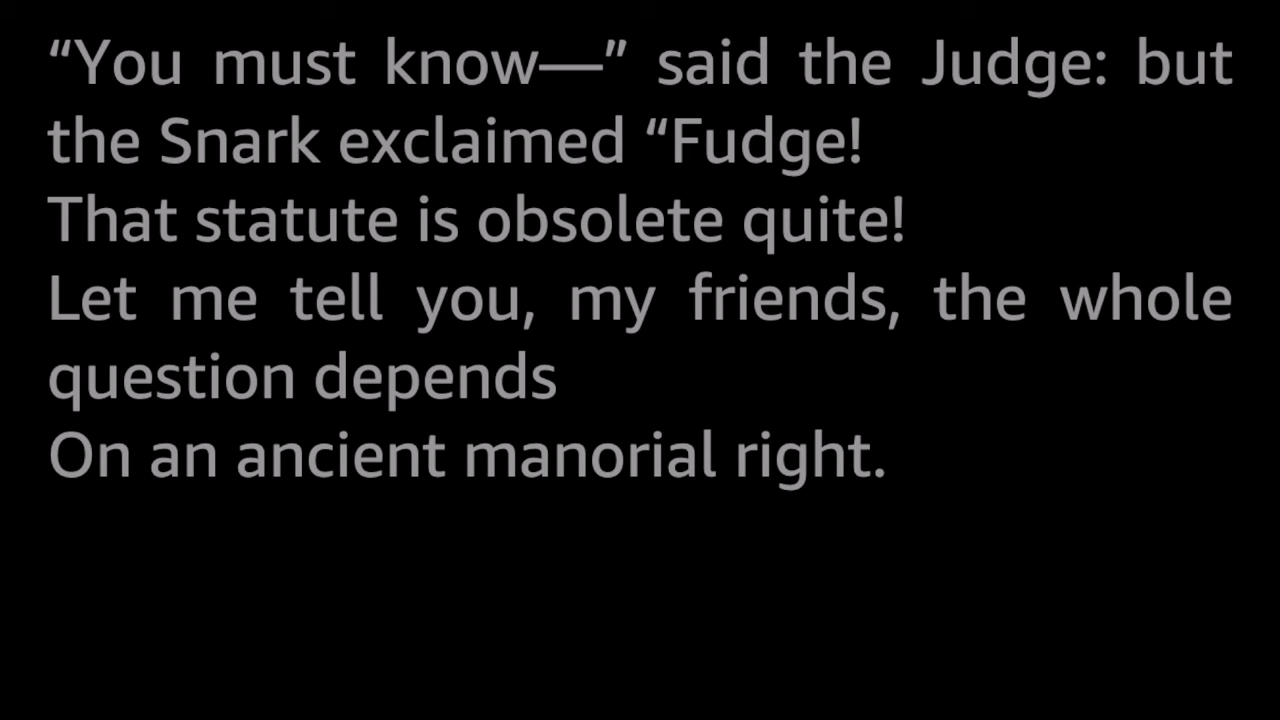 “You must know—” said the Judge: but
the Snark exclaimed “Fudge!
That statute is obsolete quite!
Let me tell you, my friends, the whole
question depends
On an ancient manorial right.